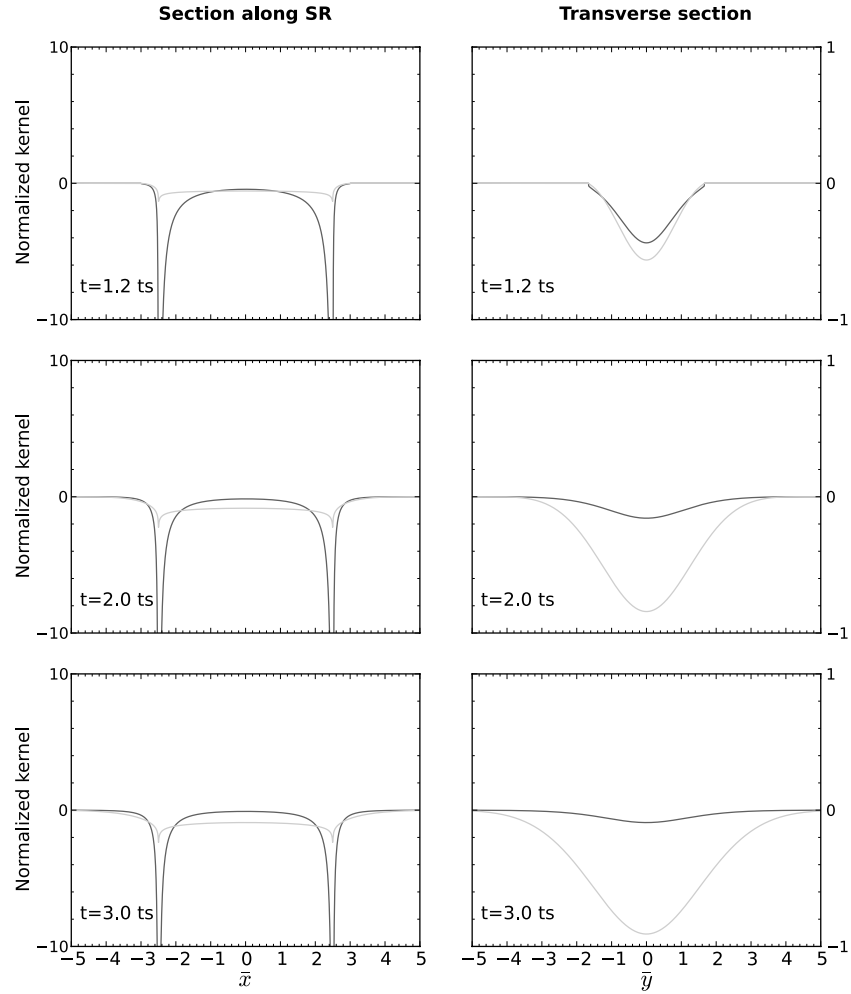 Section along SR
Transverse section
10
0
−10
Normalized kernel
t=1.2 ts
1
0
−1
t=1.2 ts
10
0
−10
Normalized kernel
t=2.0 ts
1
0
−1
t=2.0 ts
10
0
−10
Normalized kernel
t=3.0 ts
−5 −4 −3 −2 −1 0 1 2 3 4 5
x̄
1
0
−1
t=3.0 ts
−5 −4 −3 −2 −1 0 1 2 3 4 5
ȳ